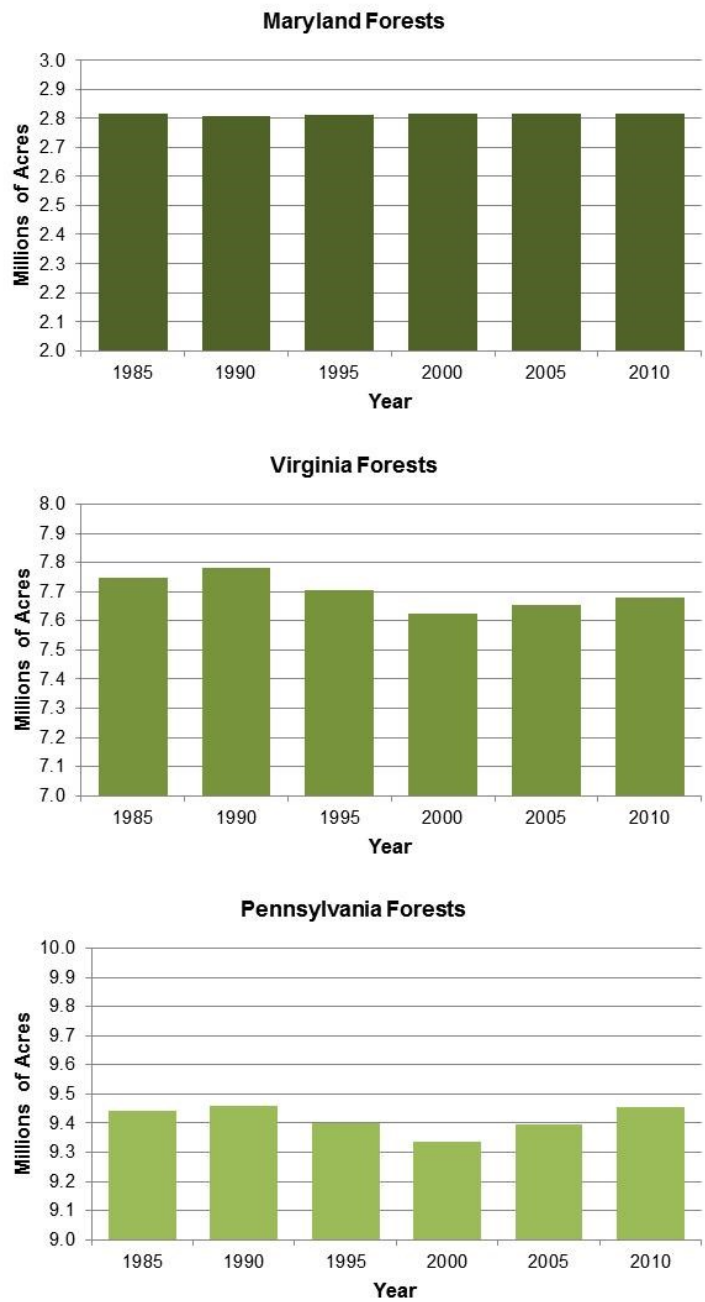 Maryland Forests
3.0
2.9
2.8
2.7
2.6
2.5
2.4
2.3
2.2
2.1
2.0
Millions of Acres
1985 1990 1995 2000 2005 2010
Year
Virginia Forests
8.0
7.9
7.8
7.7
7.6
7.5
7.4
7.3
7.2
7.1
7.0
Millions of Acres
1985 1990 1995 2000 2005 2010
Year
Pennsylvania Forests
10.0
9.9
9.8
9.7
9.6
9.5
9.4
9.3
9.2
9.1
9.0
Millions of Acres
1985 1990 1995 2000 2005 2010
Year